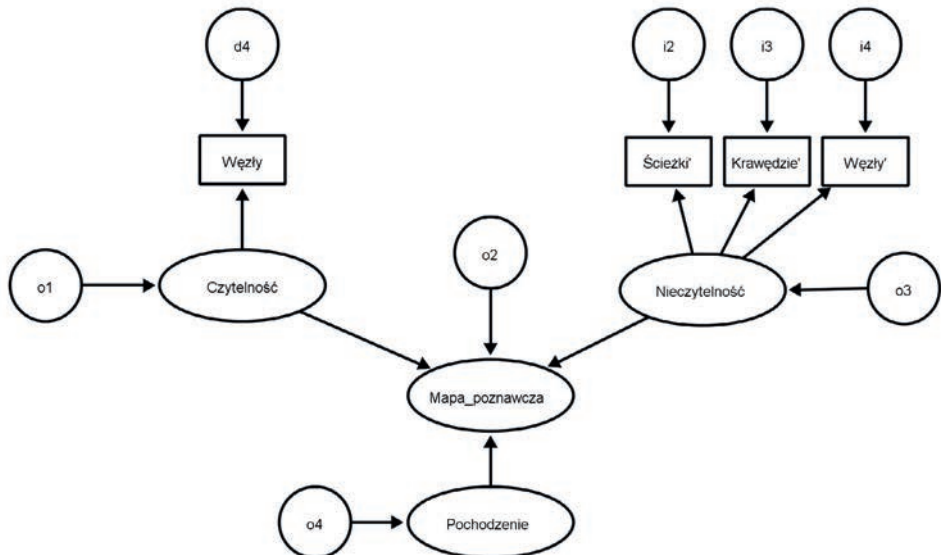 d4
i2
i3
i4
Węzły
Ścieżki'
Krawędzie'
Węzły'
o2
o1
Czytelność
Nieczytelność
o3
Mapa_poznawcza
o4
Pochodzenie